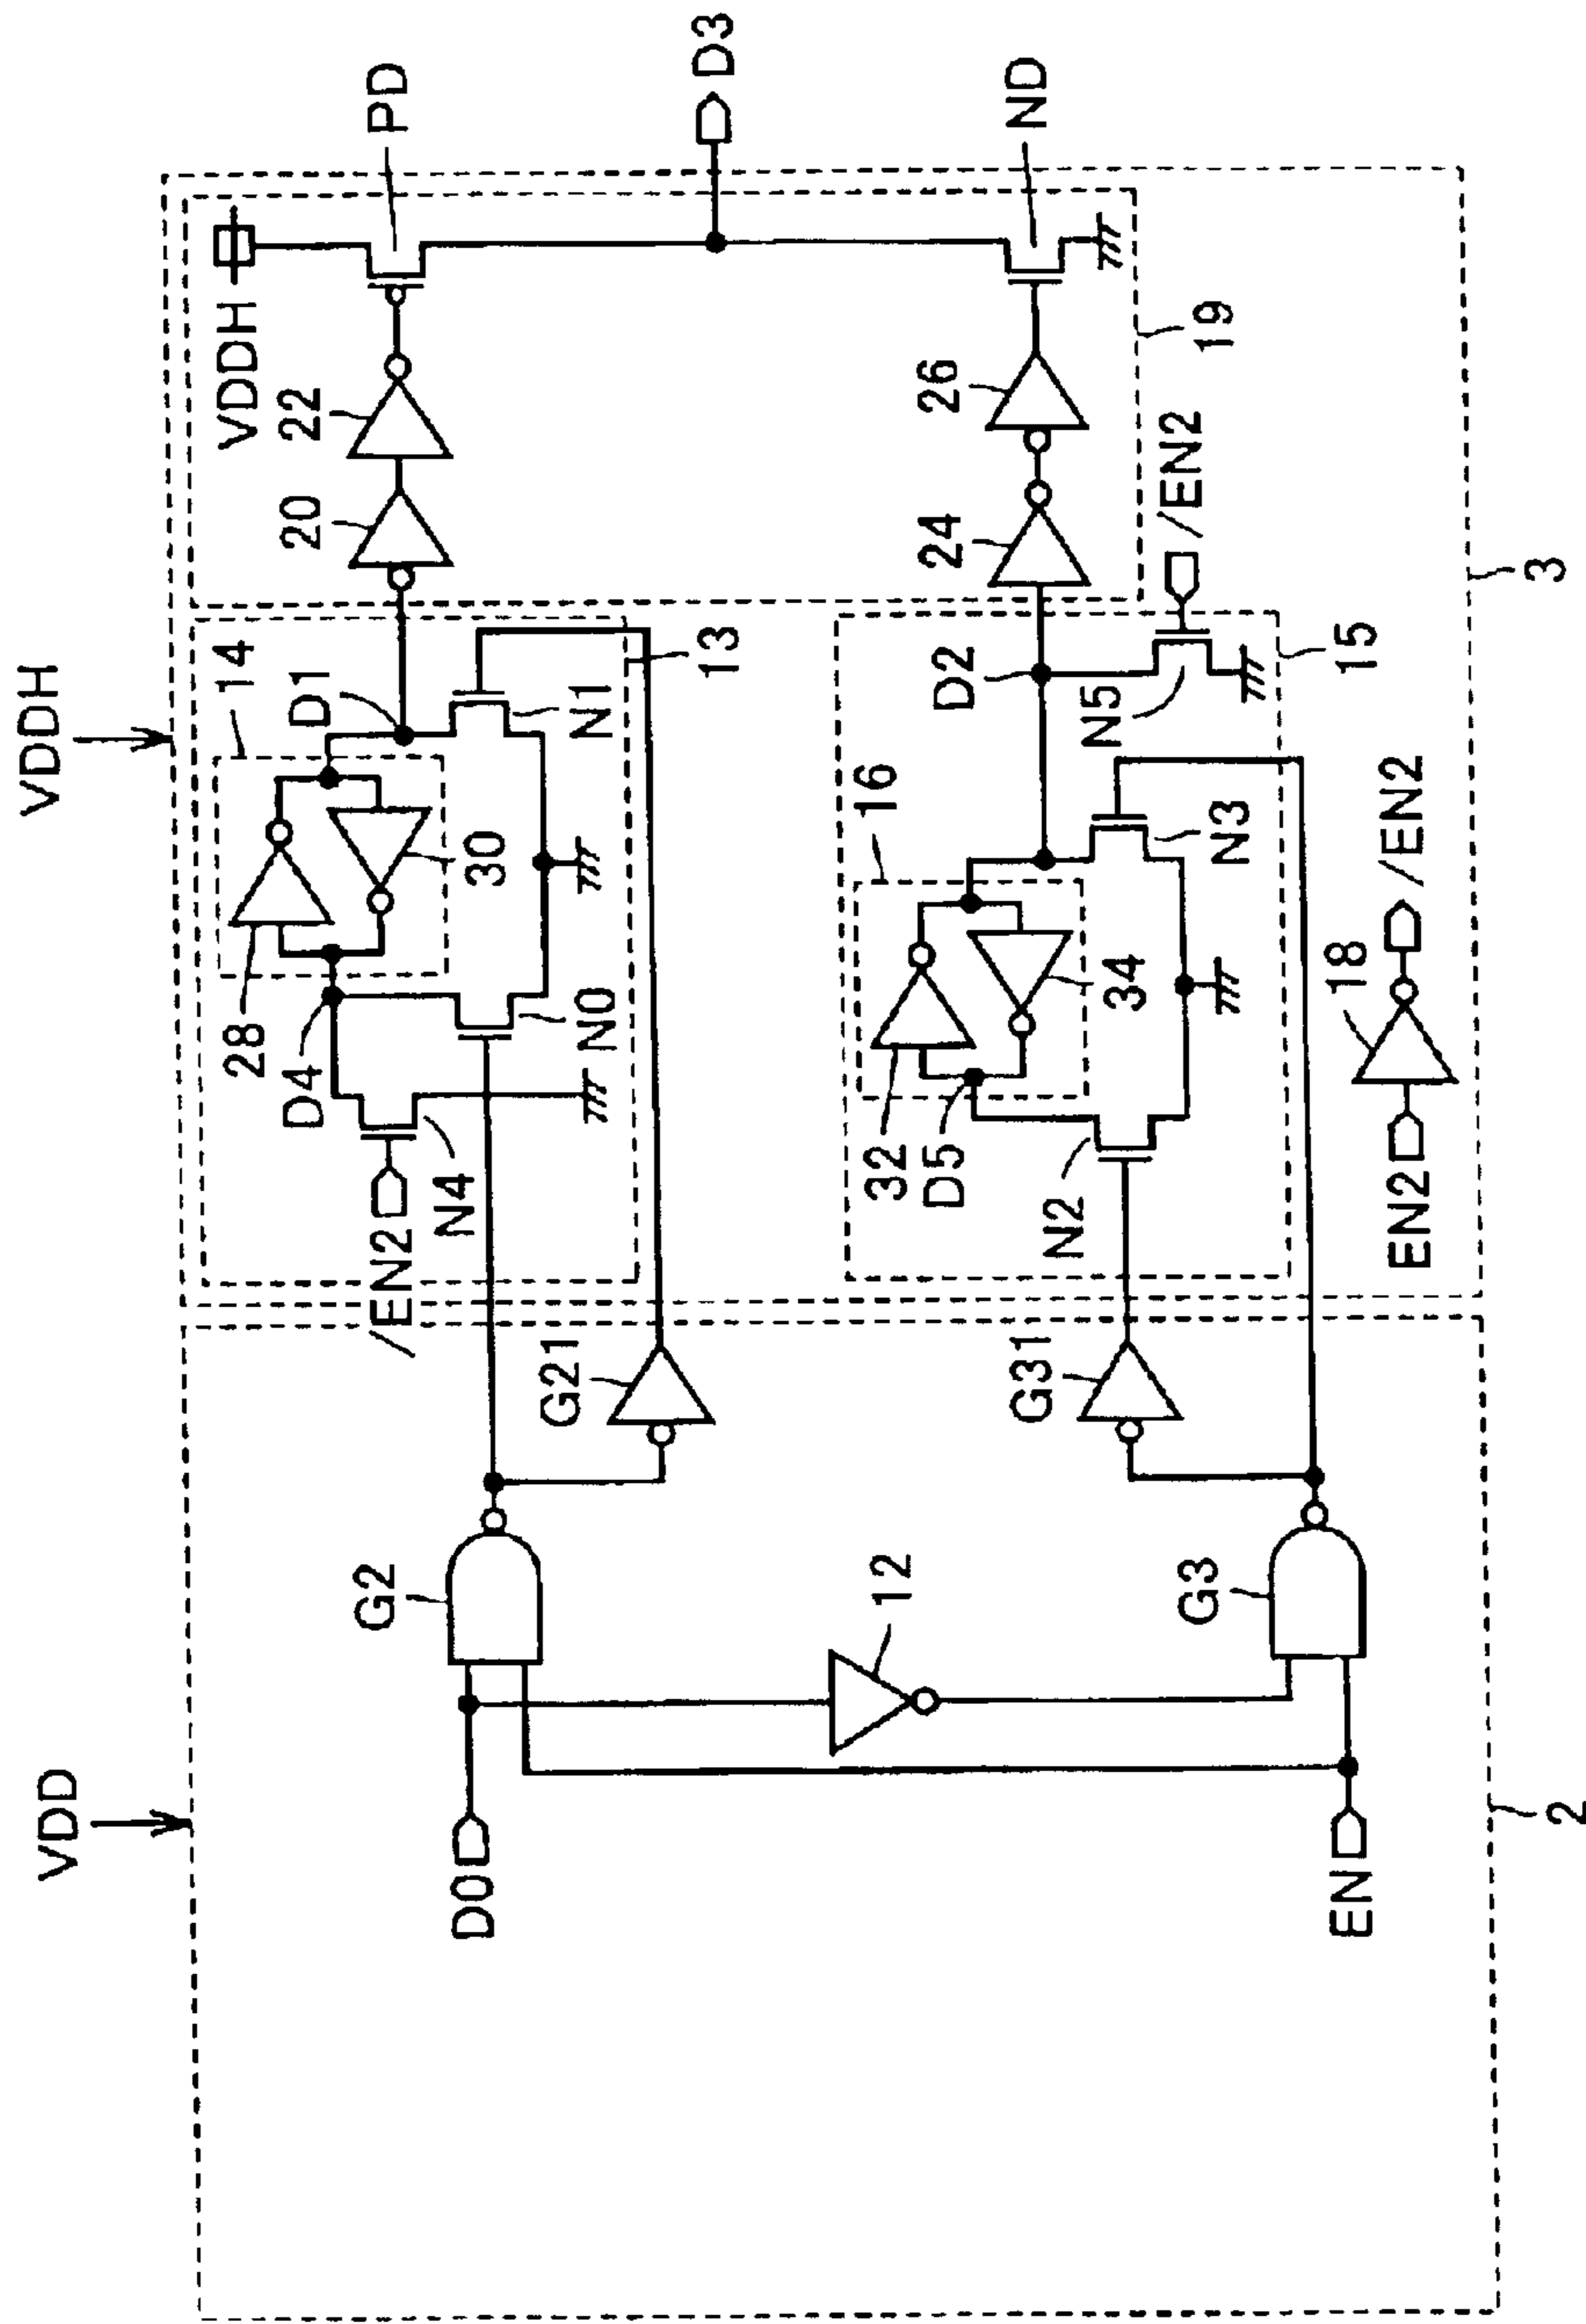 VDD
VDDH
2
3
D0
EN
G2
12
G3
G21
G31
/EN2
N4
D4
28
N0
30
14
D1
N1
13
N2
D5
32
34
16
N3
D2
N5
/EN2
15
EN2
18
/EN2
20
22
VDDH
PD
D3
24
26
ND
19